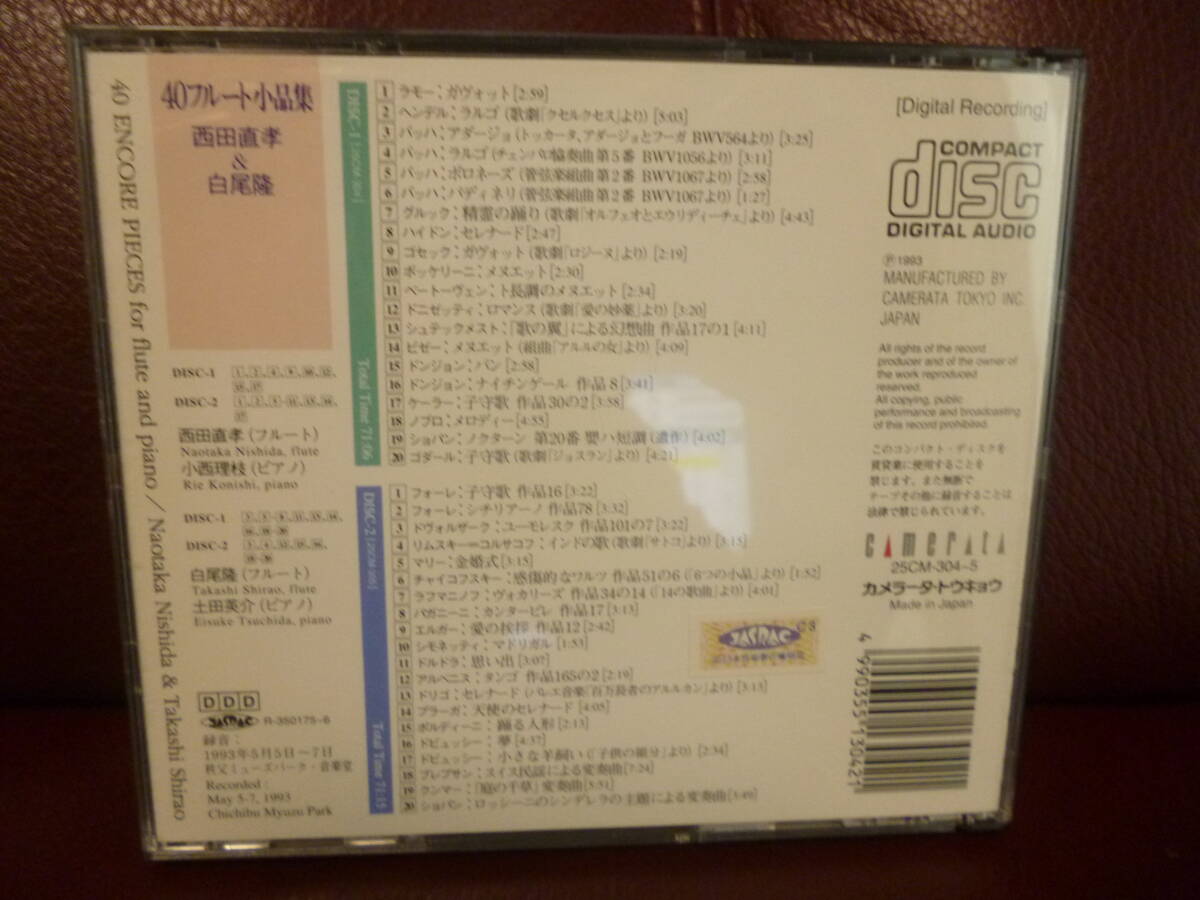 40フルート小品集
西田直孝
&
白尾隆
40 ENCORE PIECES for flute and piano / Naotaka Nishida & Takashi Shirao
DISC-1
西田直孝(フルート)
Naotaka Nishida, flute
小西理枝(ピアノ)
Rie Konishi, piano
DISC-2
白尾隆(フルート)
Takashi Shirao, flute
土田英介(ピアノ)
Eisuke Tsuchida, piano
DDD
JASRAC R-350175-6
録音:
1993年5月5日〜7日
秩父ミューズパーク・音楽堂
Recorded:
May 5-7, 1993
Chichibu Myuzu Park
DISC-1
Total Time 71:06
1 ラモー:ガヴォット[2:59]
2 ヘンデル:ラルゴ(歌劇「クセルクセス」より)[5:03]
3 バッハ:アダージョ(トッカータ、アダージョとフーガ BWV564より)[3:25]
4 バッハ:ラルゴ(チェンバロ協奏曲第5番 BWV1056より)[3:11]
5 バッハ:ポロネーズ(管弦楽組曲第2番 BWV1067より)[2:58]
6 バッハ:バディネリ(管弦楽組曲第2番 BWV1067より)[1:27]
7 グルック:精霊の踊り(歌劇「オルフェオとエウリディーチェ」より)[4:43]
8 ハイドン:セレナード[2:47]
9 ゴセック:ガヴォット(歌劇「ロジーヌ」より)[2:19]
10 ボッケリーニ:メヌエット[2:30]
11 ベートーヴェン:ト長調のメヌエット[2:34]
12 ドニゼッティ:ロマンス(歌劇「愛の妙薬」より)[3:20]
13 シュテックメスト:「歌の翼」による幻想曲 作品17の1[4:11]
14 ビゼー:メヌエット(組曲「アルルの女」より)[4:09]
15 ドンジョン:パン[2:58]
16 ドンジョン:ナイチンゲール 作品8[3:41]
17 ケーラー:子守歌 作品30の2[3:58]
18 ノブロ:メロディー[4:55]
19 ショパン:ノクターン 第20番 嬰ハ短調(遺作)[4:02]
20 ゴダール:子守歌(歌劇「ジョスラン」より)[4:21]
DISC-2
Total Time 71:15
1 フォーレ:子守歌 作品16[3:22]
2 フォーレ:シチリアーノ 作品78[3:32]
3 ドヴォルザーク:ユーモレスク 作品101の7[3:22]
4 リムスキー=コルサコフ:インドの歌(歌劇「サトコ」より)[3:15]
5 マリー:金婚式[3:15]
6 チャイコフスキー:感傷的なワルツ 作品51の6(「6つの小品」より)[1:52]
7 ラフマニノフ:ヴォカリーズ 作品34の14(「14の歌曲」より)[4:01]
8 パガニーニ:カンタービレ 作品17[3:13]
9 エルガー:愛の挨拶 作品12[2:42]
10 シモネッティ:マドリガル[1:53]
11 ドルドラ:思い出[3:07]
12 アルベニス:タンゴ 作品165の2[2:19]
13 ドリゴ:セレナード(バレエ音楽「百万長者のアルルカン」より)[3:13]
14 ブラーガ:天使のセレナード[4:05]
15 ポルディーニ:踊る人形[2:13]
16 ドビュッシー:夢[4:37]
17 ドビュッシー:小さな羊飼い(「子供の領分」より)[2:34]
18 ブレブサン:スイス民謡による変奏曲[7:24]
19 クンマー:「庭の千草」変奏曲[5:51]
20 ショパン:ロッシーニのシンデレラの主題による変奏曲[3:49]
JASRAC
[Digital Recording]
COMPACT
disc
DIGITAL AUDIO
Ⓟ1993
MANUFACTURED BY
CAMERATA TOKYO INC.
JAPAN
All rights of the record
producer and of the owner of
the work reproduced
reserved.
All copying, public
performance and broadcasting
of this record prohibited.
このコンパクト・ディスクを
賃貸業に使用することを
禁じます。また無断で
テープその他に録音することは
法律で禁じられています。
CAMERATA
25CM-304~5
カメラータ・トウキョウ
Made in Japan
4 990355 130421